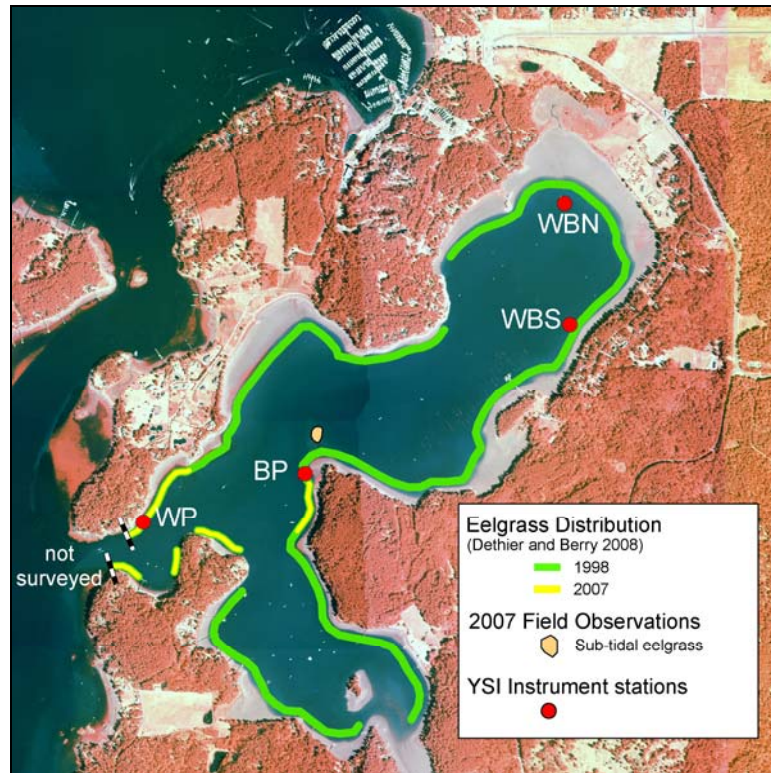 WBN
WBS
BP
WP
not
surveyed
Eelgrass Distribution
(Dethier and Berry 2008)
1998
2007
2007 Field Observations
Sub-tidal eelgrass
YSI Instrument stations